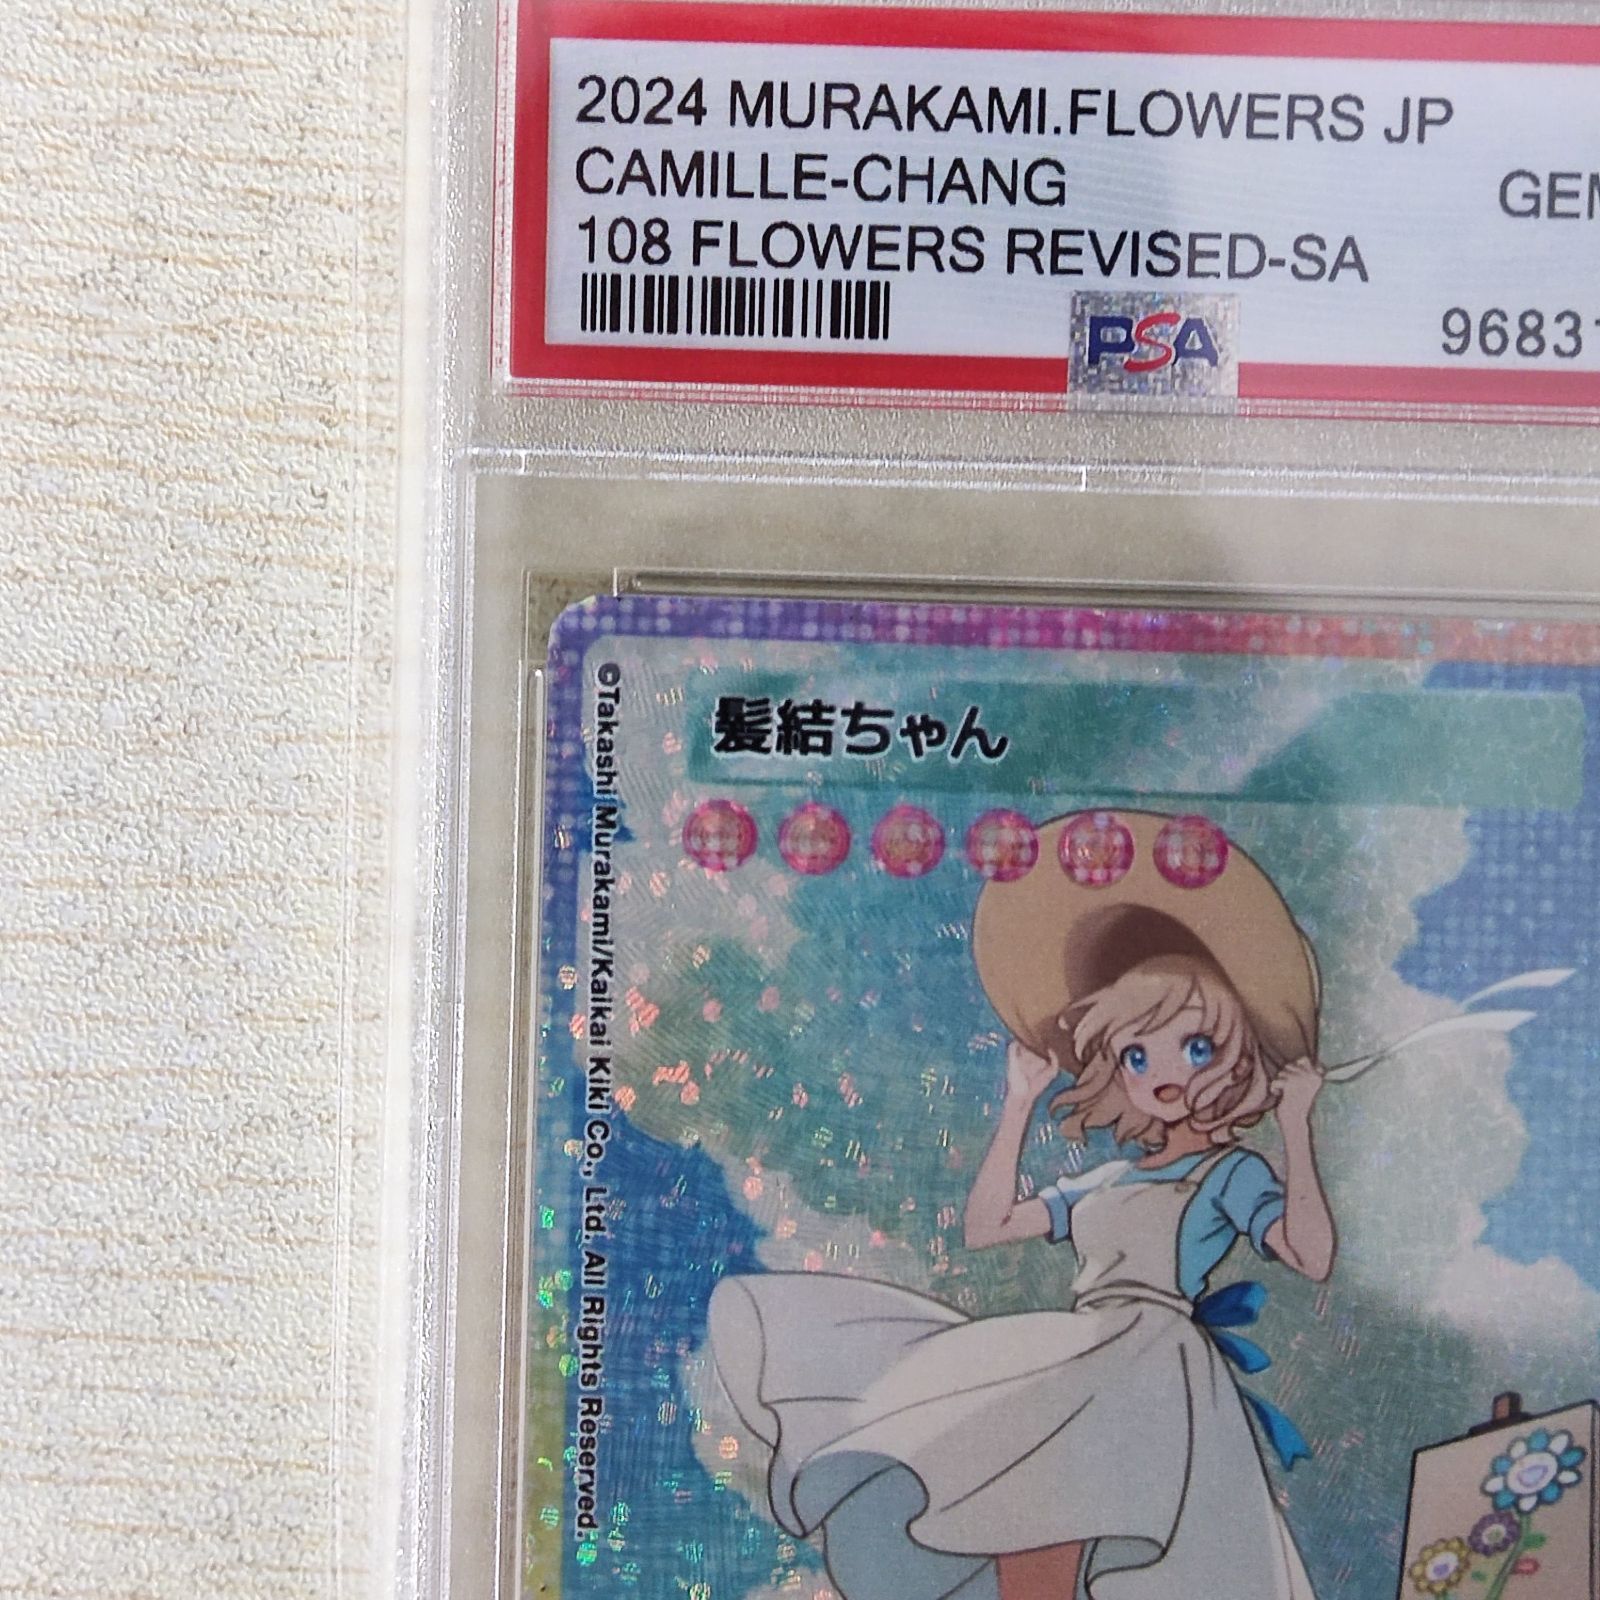 2024 MURAKAMI.FLOWERS JP
CAMILLE-CHANG
GEM
108 FLOWERS REVISED-SA
PSA
96831
髪結ちゃん
©Takashi Murakami/Kaikai Kiki Co., Ltd. All Rights Reserved.